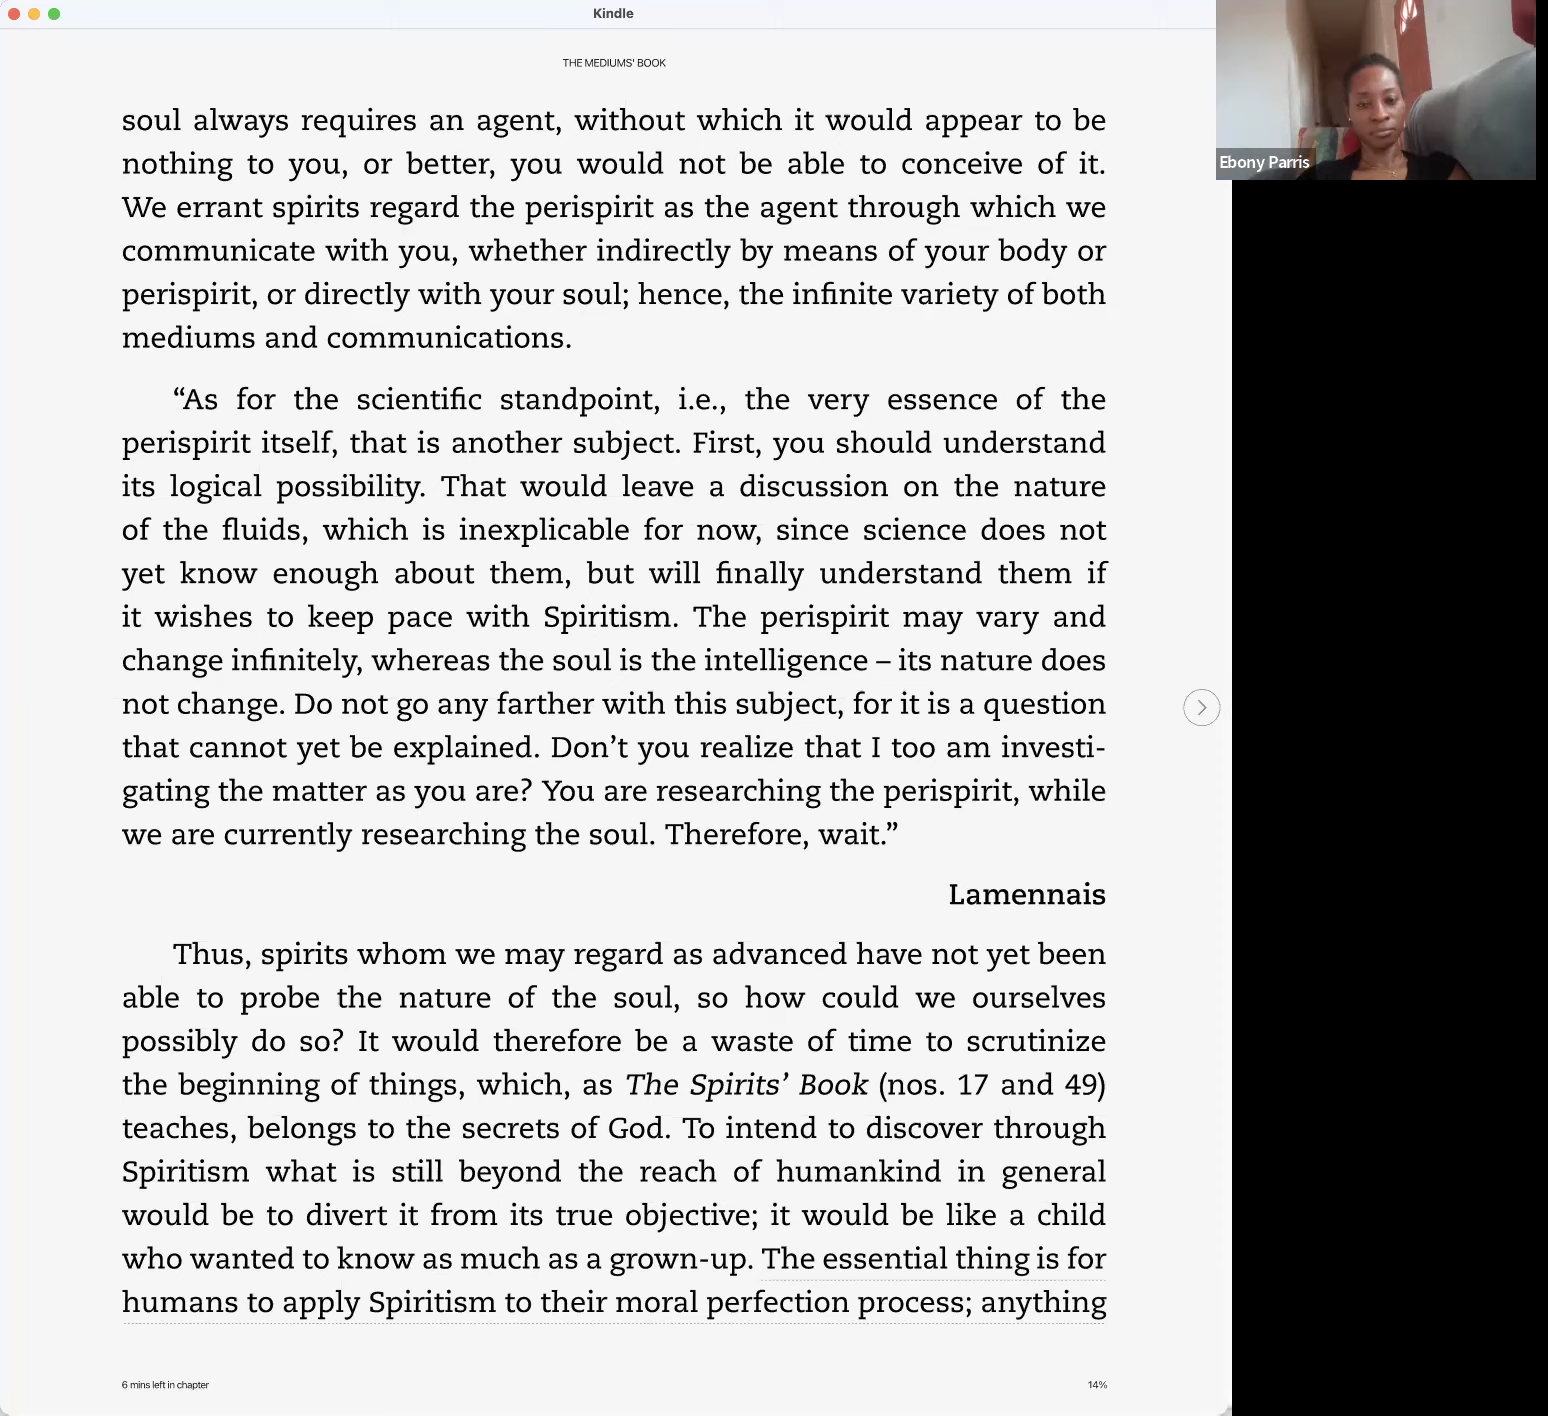 Kindle
THE MEDIUMS' BOOK
soul always requires an agent, without which it would appear to be
nothing to you, or better, you would not be able to conceive of it.
We errant spirits regard the perispirit as the agent through which we
communicate with you, whether indirectly by means of your body or
perispirit, or directly with your soul; hence, the infinite variety of both
mediums and communications.
“As for the scientific standpoint, i.e., the very essence of the
perispirit itself, that is another subject. First, you should understand
its logical possibility. That would leave a discussion on the nature
of the fluids, which is inexplicable for now, since science does not
yet know enough about them, but will finally understand them if
it wishes to keep pace with Spiritism. The perispirit may vary and
change infinitely, whereas the soul is the intelligence – its nature does
not change. Do not go any farther with this subject, for it is a question
that cannot yet be explained. Don’t you realize that I too am investi-
gating the matter as you are? You are researching the perispirit, while
we are currently researching the soul. Therefore, wait.”
Lamennais
Thus, spirits whom we may regard as advanced have not yet been
able to probe the nature of the soul, so how could we ourselves
possibly do so? It would therefore be a waste of time to scrutinize
the beginning of things, which, as The Spirits’ Book (nos. 17 and 49)
teaches, belongs to the secrets of God. To intend to discover through
Spiritism what is still beyond the reach of humankind in general
would be to divert it from its true objective; it would be like a child
who wanted to know as much as a grown-up. The essential thing is for
humans to apply Spiritism to their moral perfection process; anything
6 mins left in chapter
14%
Ebony Parris